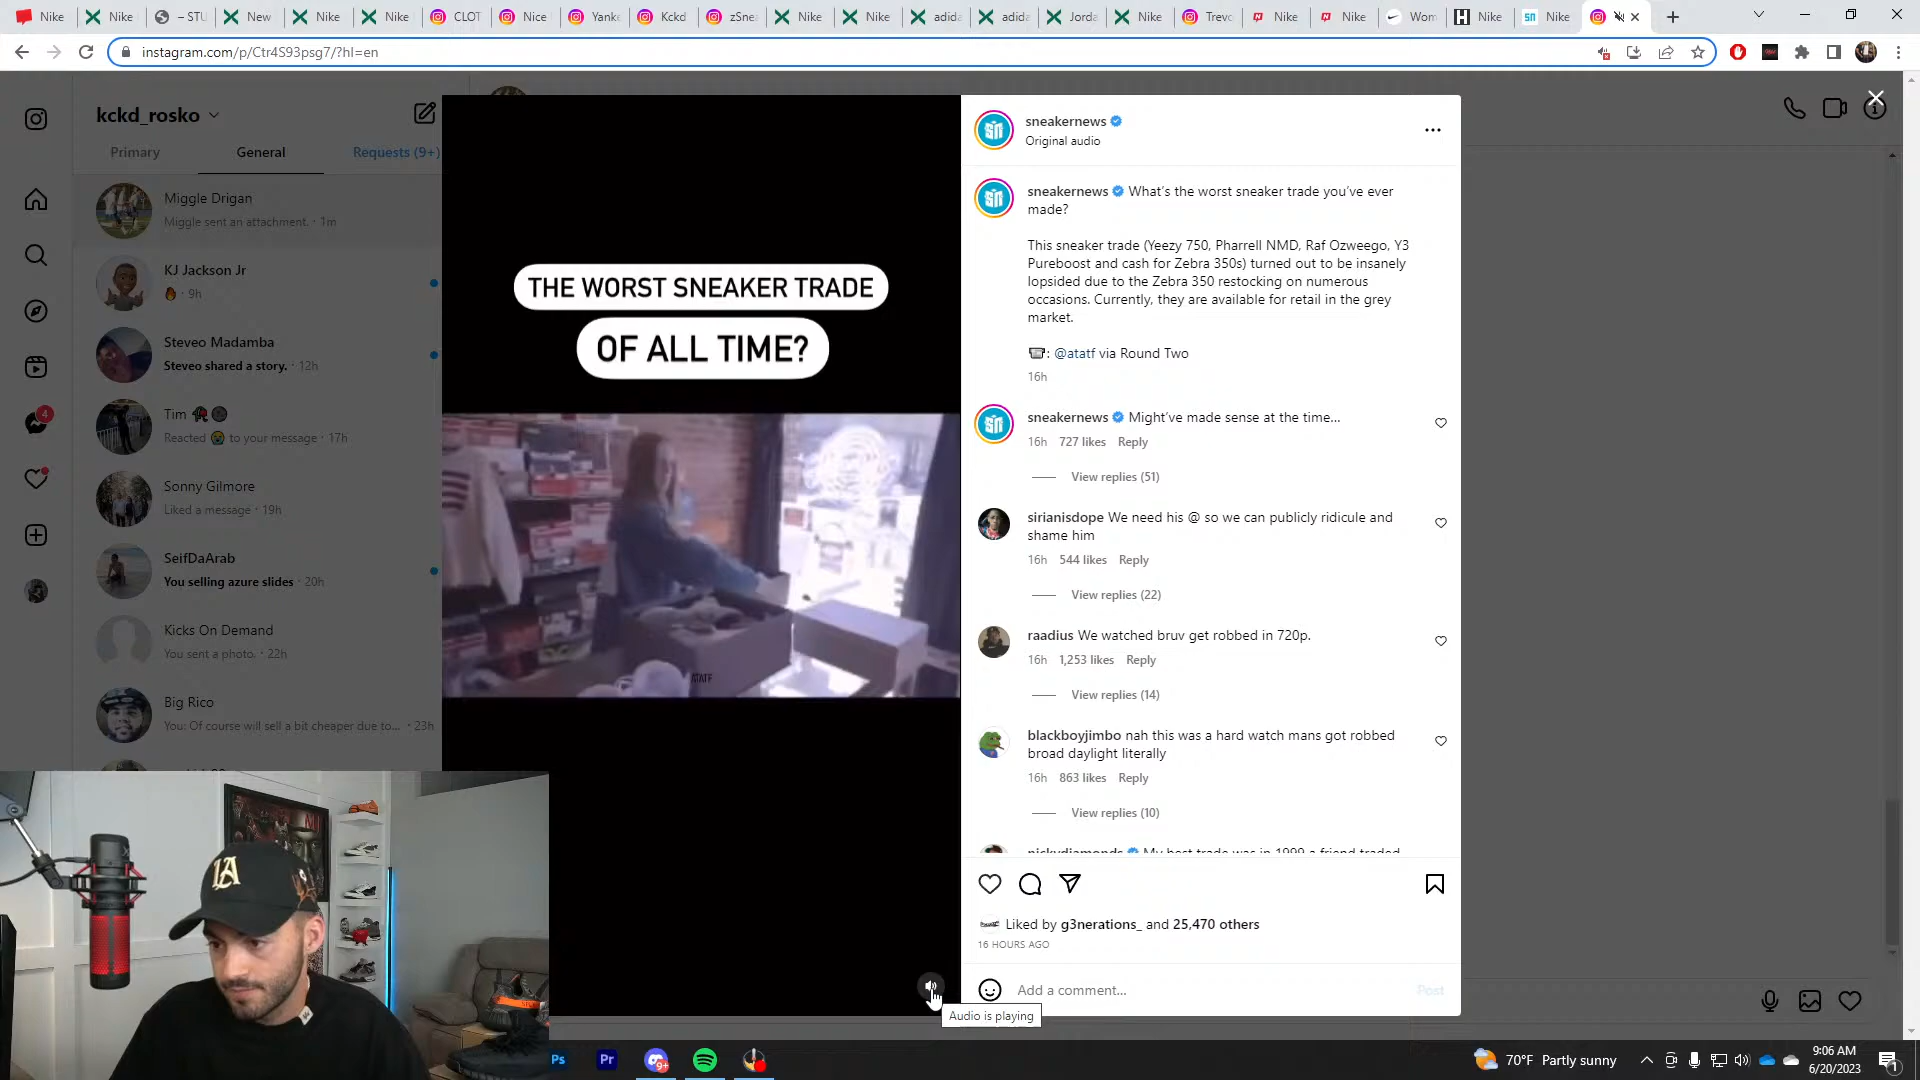 Nike
– STU
New
Nike
Nike
CLOT
Nice
Yanke
Kckd
zSnea
Nike
Nike
adida
adida
Jorda
Nike
Trevo
Nike
Nike
Wom
Nike
Nike
instagram.com/p/Ctr4S93psg7/?hl=en
kckd_rosko
Primary
General
Requests (9+)
Miggle Drigan
Miggle sent an attachment. · 1m
KJ Jackson Jr
🔥 · 9h
Steveo Madamba
Steveo shared a story. · 12h
4
Tim
Reacted 😭 to your message · 17h
Sonny Gilmore
Liked a message · 19h
SeifDaArab
You selling azure slides · 20h
Kicks On Demand
You sent a photo. · 22h
Big Rico
You: Of course will sell a bit cheaper due to... · 23h
THE WORST SNEAKER TRADE
OF ALL TIME?
ATATF
LA
sneakernews
Original audio
sneakernews What's the worst sneaker trade you've ever
made?
This sneaker trade (Yeezy 750, Pharrell NMD, Raf Ozweego, Y3
Pureboost and cash for Zebra 350s) turned out to be insanely
lopsided due to the Zebra 350 restocking on numerous
occasions. Currently, they are available for retail in the grey
market.
: @atatf via Round Two
16h
sneakernews Might've made sense at the time...
16h 727 likes Reply
View replies (51)
sirianisdope We need his @ so we can publicly ridicule and
shame him
16h 544 likes Reply
View replies (22)
raadius We watched bruv get robbed in 720p.
16h 1,253 likes Reply
View replies (14)
blackboyjimbo nah this was a hard watch mans got robbed
broad daylight literally
16h 863 likes Reply
View replies (10)
nickydiamonds My best trade was in 1999 a friend traded
Liked by g3nerations_ and 25,470 others
16 HOURS AGO
Add a comment...
Post
Audio is playing
Ps
Pr
9+
70°F Partly sunny
9:06 AM
6/20/2023
1